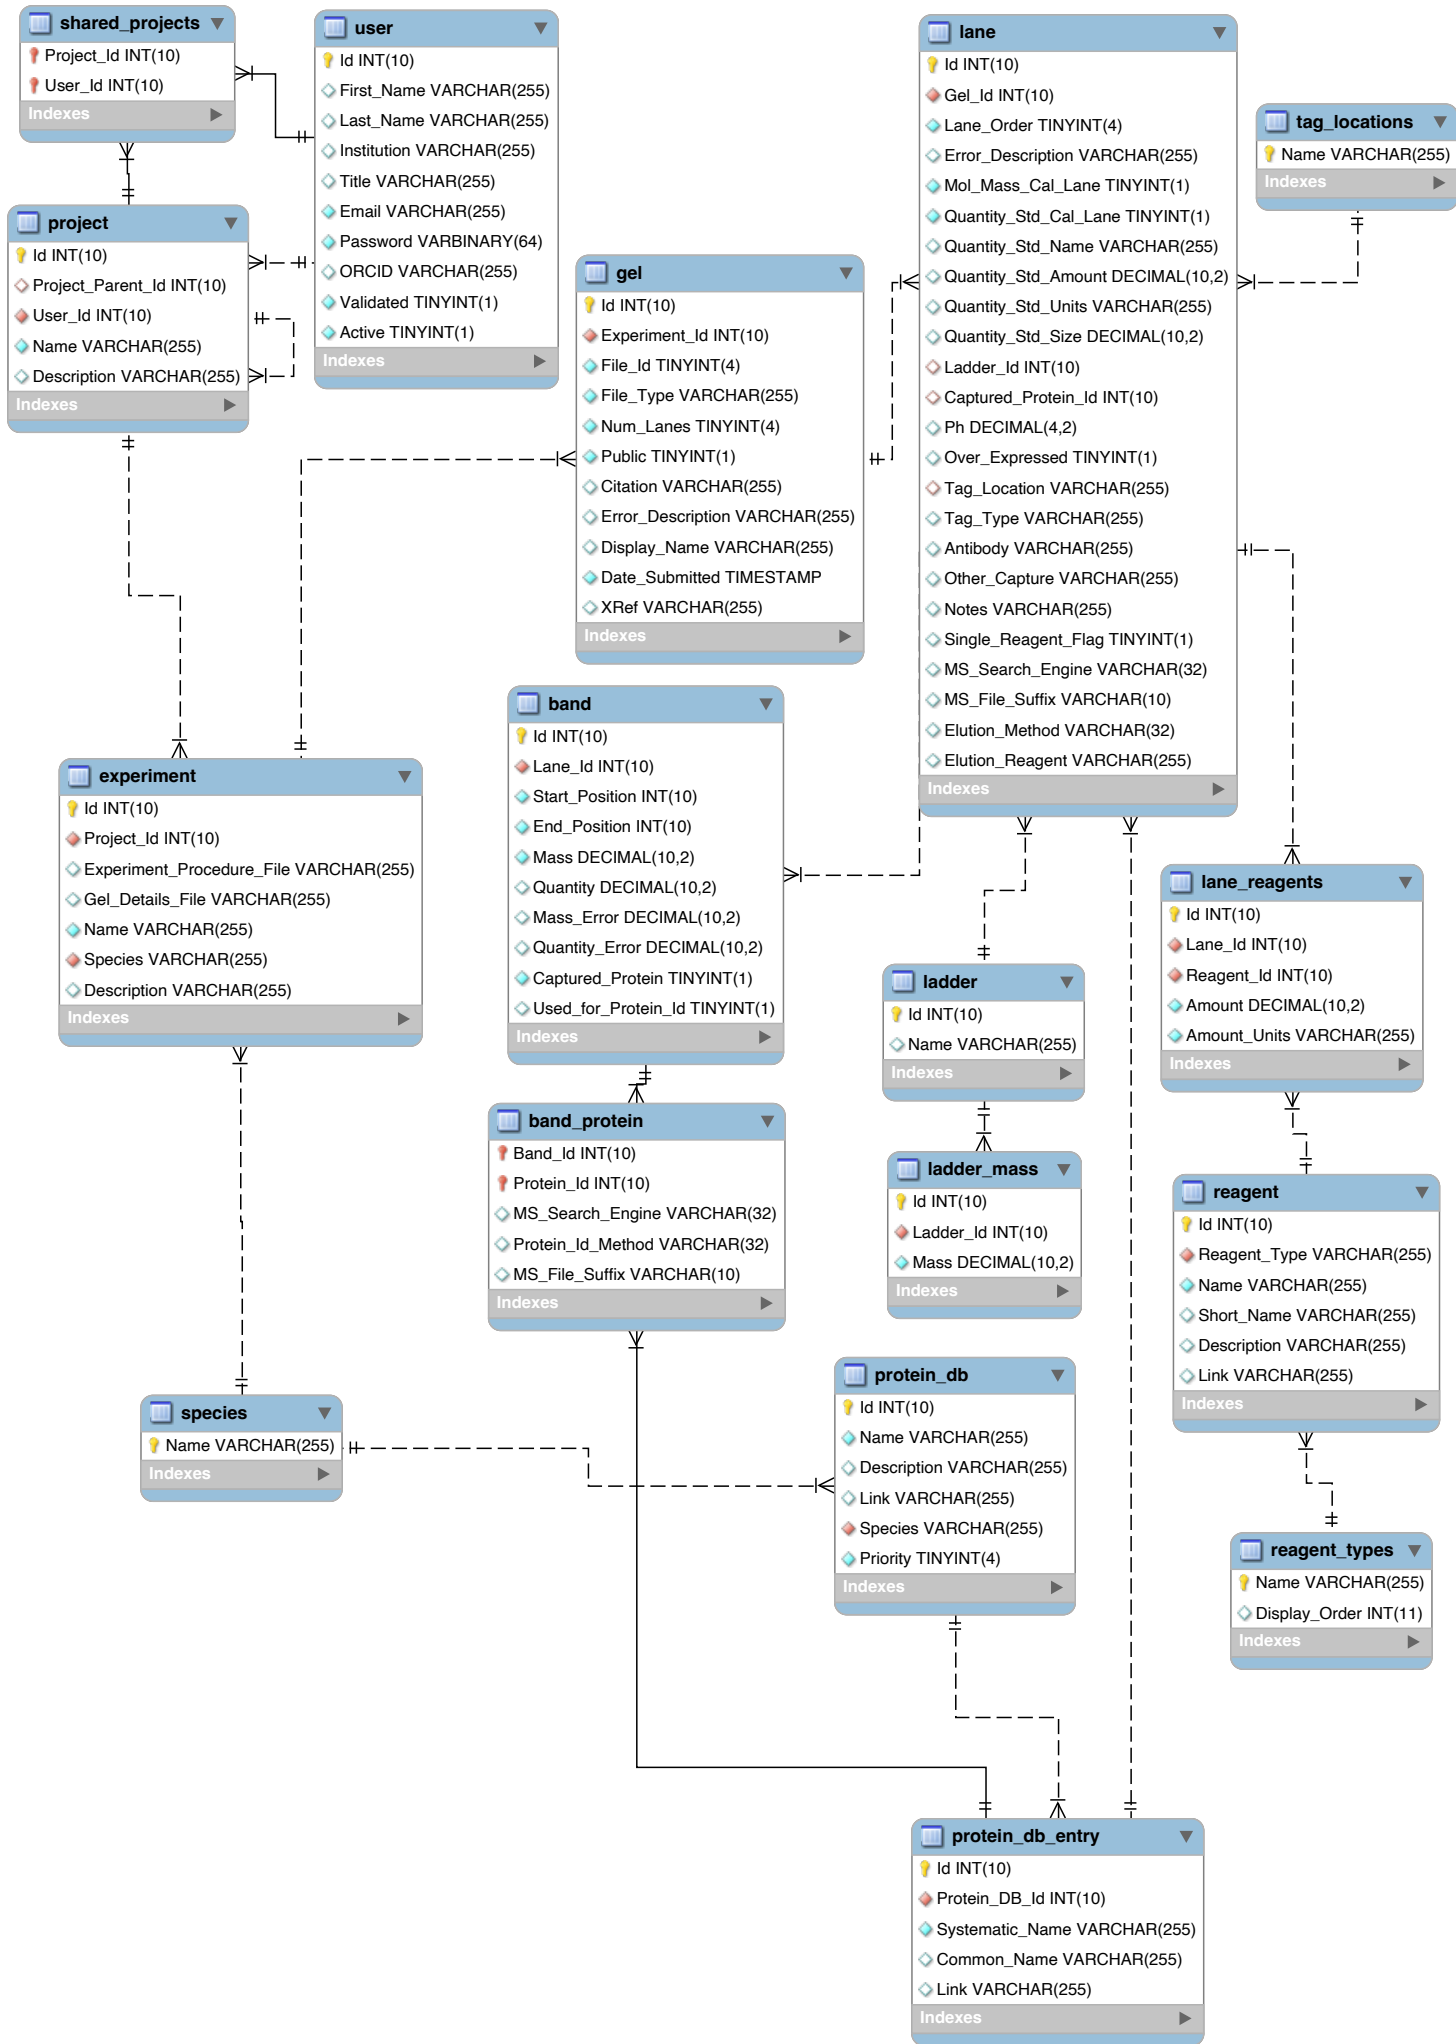 shared_projects
Project_Id INT(10)
User_Id INT(10)
Indexes
user
Id INT(10)
First_Name VARCHAR(255)
Last_Name VARCHAR(255)
Institution VARCHAR(255)
Title VARCHAR(255)
Email VARCHAR(255)
Password VARBINARY(64)
ORCID VARCHAR(255)
Validated TINYINT(1)
Active TINYINT(1)
Indexes
lane
Id INT(10)
Gel_Id INT(10)
Lane_Order TINYINT(4)
Error_Description VARCHAR(255)
Mol_Mass_Cal_Lane TINYINT(1)
Quantity_Std_Cal_Lane TINYINT(1)
Quantity_Std_Name VARCHAR(255)
Quantity_Std_Amount DECIMAL(10,2)
Quantity_Std_Units VARCHAR(255)
Quantity_Std_Size DECIMAL(10,2)
Ladder_Id INT(10)
Captured_Protein_Id INT(10)
Ph DECIMAL(4,2)
Over_Expressed TINYINT(1)
Tag_Location VARCHAR(255)
Tag_Type VARCHAR(255)
Antibody VARCHAR(255)
Other_Capture VARCHAR(255)
Notes VARCHAR(255)
Single_Reagent_Flag TINYINT(1)
MS_Search_Engine VARCHAR(32)
MS_File_Suffix VARCHAR(10)
Elution_Method VARCHAR(32)
Elution_Reagent VARCHAR(255)
Indexes
tag_locations
Name VARCHAR(255)
Indexes
project
Id INT(10)
Project_Parent_Id INT(10)
User_Id INT(10)
Name VARCHAR(255)
Description VARCHAR(255)
Indexes
gel
Id INT(10)
Experiment_Id INT(10)
File_Id TINYINT(4)
File_Type VARCHAR(255)
Num_Lanes TINYINT(4)
Public TINYINT(1)
Citation VARCHAR(255)
Error_Description VARCHAR(255)
Display_Name VARCHAR(255)
Date_Submitted TIMESTAMP
XRef VARCHAR(255)
Indexes
band
Id INT(10)
Lane_Id INT(10)
Start_Position INT(10)
End_Position INT(10)
Mass DECIMAL(10,2)
Quantity DECIMAL(10,2)
Mass_Error DECIMAL(10,2)
Quantity_Error DECIMAL(10,2)
Captured_Protein TINYINT(1)
Used_for_Protein_Id TINYINT(1)
Indexes
experiment
Id INT(10)
Project_Id INT(10)
Experiment_Procedure_File VARCHAR(255)
Gel_Details_File VARCHAR(255)
Name VARCHAR(255)
Species VARCHAR(255)
Description VARCHAR(255)
Indexes
lane_reagents
Id INT(10)
Lane_Id INT(10)
Reagent_Id INT(10)
Amount DECIMAL(10,2)
Amount_Units VARCHAR(255)
Indexes
ladder
Id INT(10)
Name VARCHAR(255)
Indexes
band_protein
Band_Id INT(10)
Protein_Id INT(10)
MS_Search_Engine VARCHAR(32)
Protein_Id_Method VARCHAR(32)
MS_File_Suffix VARCHAR(10)
Indexes
ladder_mass
Id INT(10)
Ladder_Id INT(10)
Mass DECIMAL(10,2)
Indexes
reagent
Id INT(10)
Reagent_Type VARCHAR(255)
Name VARCHAR(255)
Short_Name VARCHAR(255)
Description VARCHAR(255)
Link VARCHAR(255)
Indexes
species
Name VARCHAR(255)
Indexes
protein_db
Id INT(10)
Name VARCHAR(255)
Description VARCHAR(255)
Link VARCHAR(255)
Species VARCHAR(255)
Priority TINYINT(4)
Indexes
reagent_types
Name VARCHAR(255)
Display_Order INT(11)
Indexes
protein_db_entry
Id INT(10)
Protein_DB_Id INT(10)
Systematic_Name VARCHAR(255)
Common_Name VARCHAR(255)
Link VARCHAR(255)
Indexes